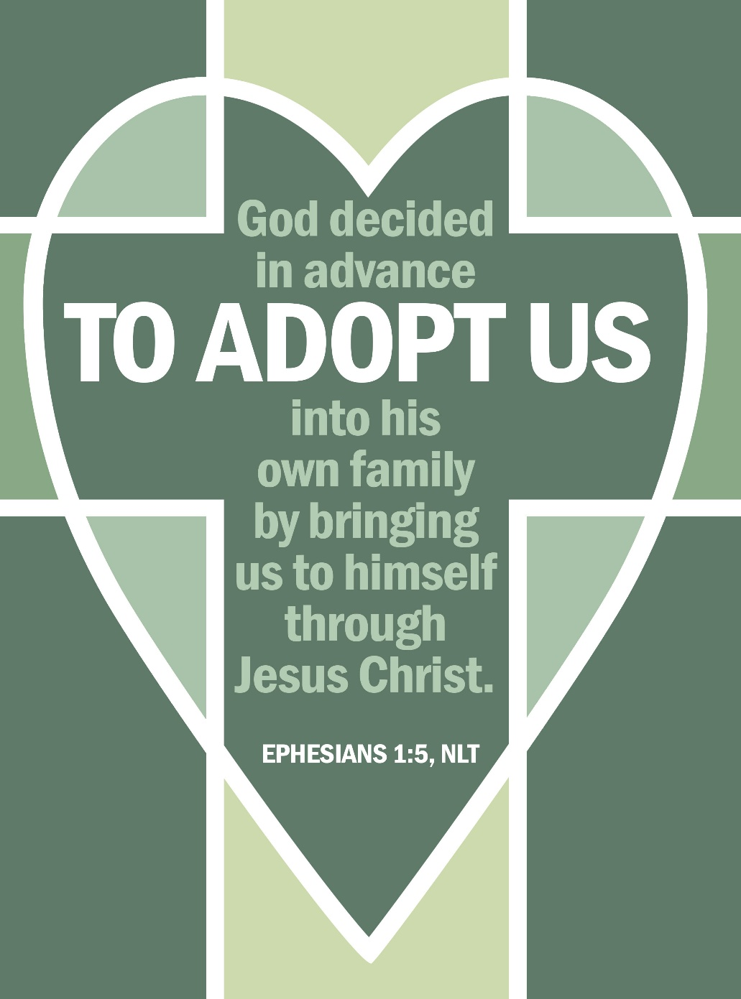 God decided
in advance
TO ADOPT US
into his
own family
by bringing
us to himself
through
Jesus Christ.
EPHESIANS 1:5, NLT